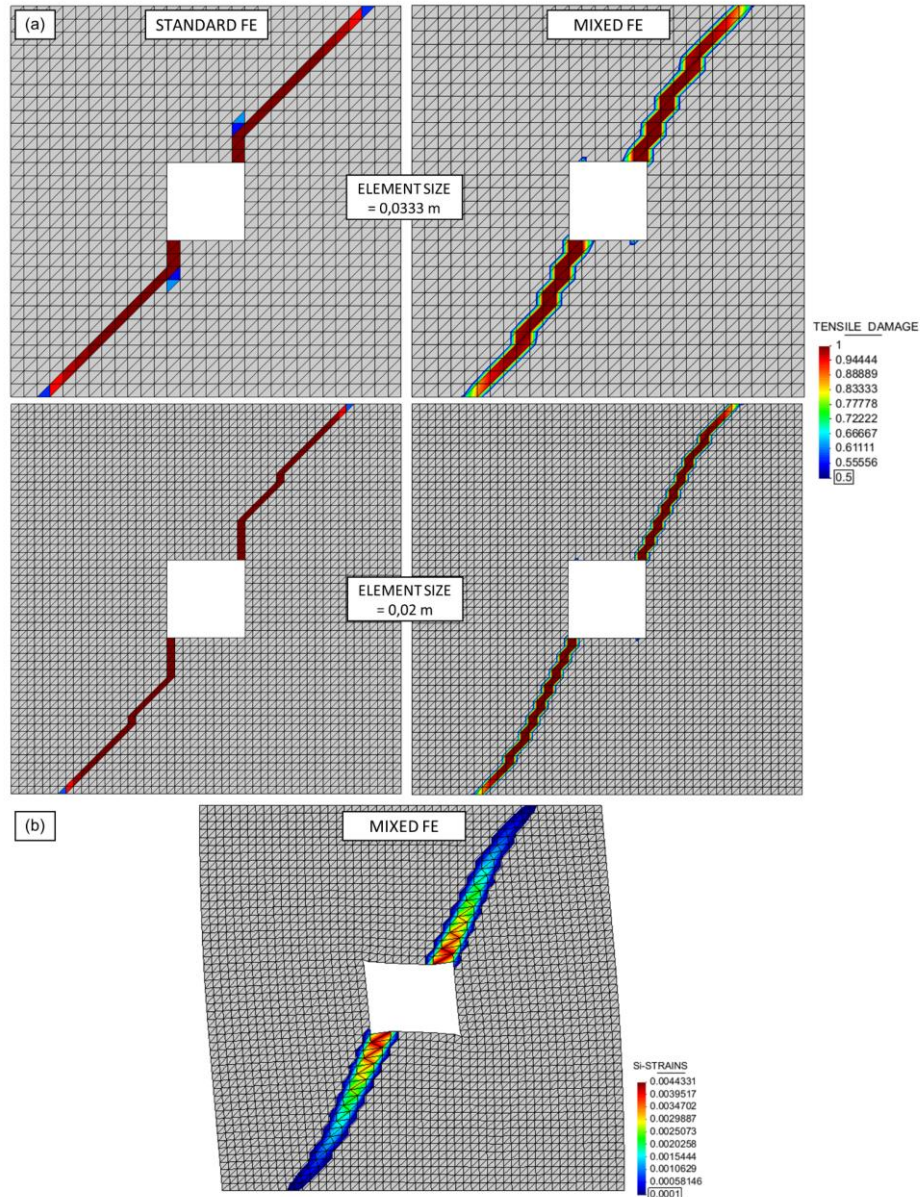 (a)
STANDARD FE
MIXED FE
ELEMENT SIZE
= 0,0333 m
TENSILE DAMAGE
1
0.94444
0.88889
0.83333
0.77778
0.72222
0.66667
0.61111
0.55556
0.5
ELEMENT SIZE
= 0,02 m
(b)
MIXED FE
Si-STRAINS
0.0044331
0.0039517
0.0034702
0.0029887
0.0025073
0.0020258
0.0015444
0.0010629
0.00058146
0.0001